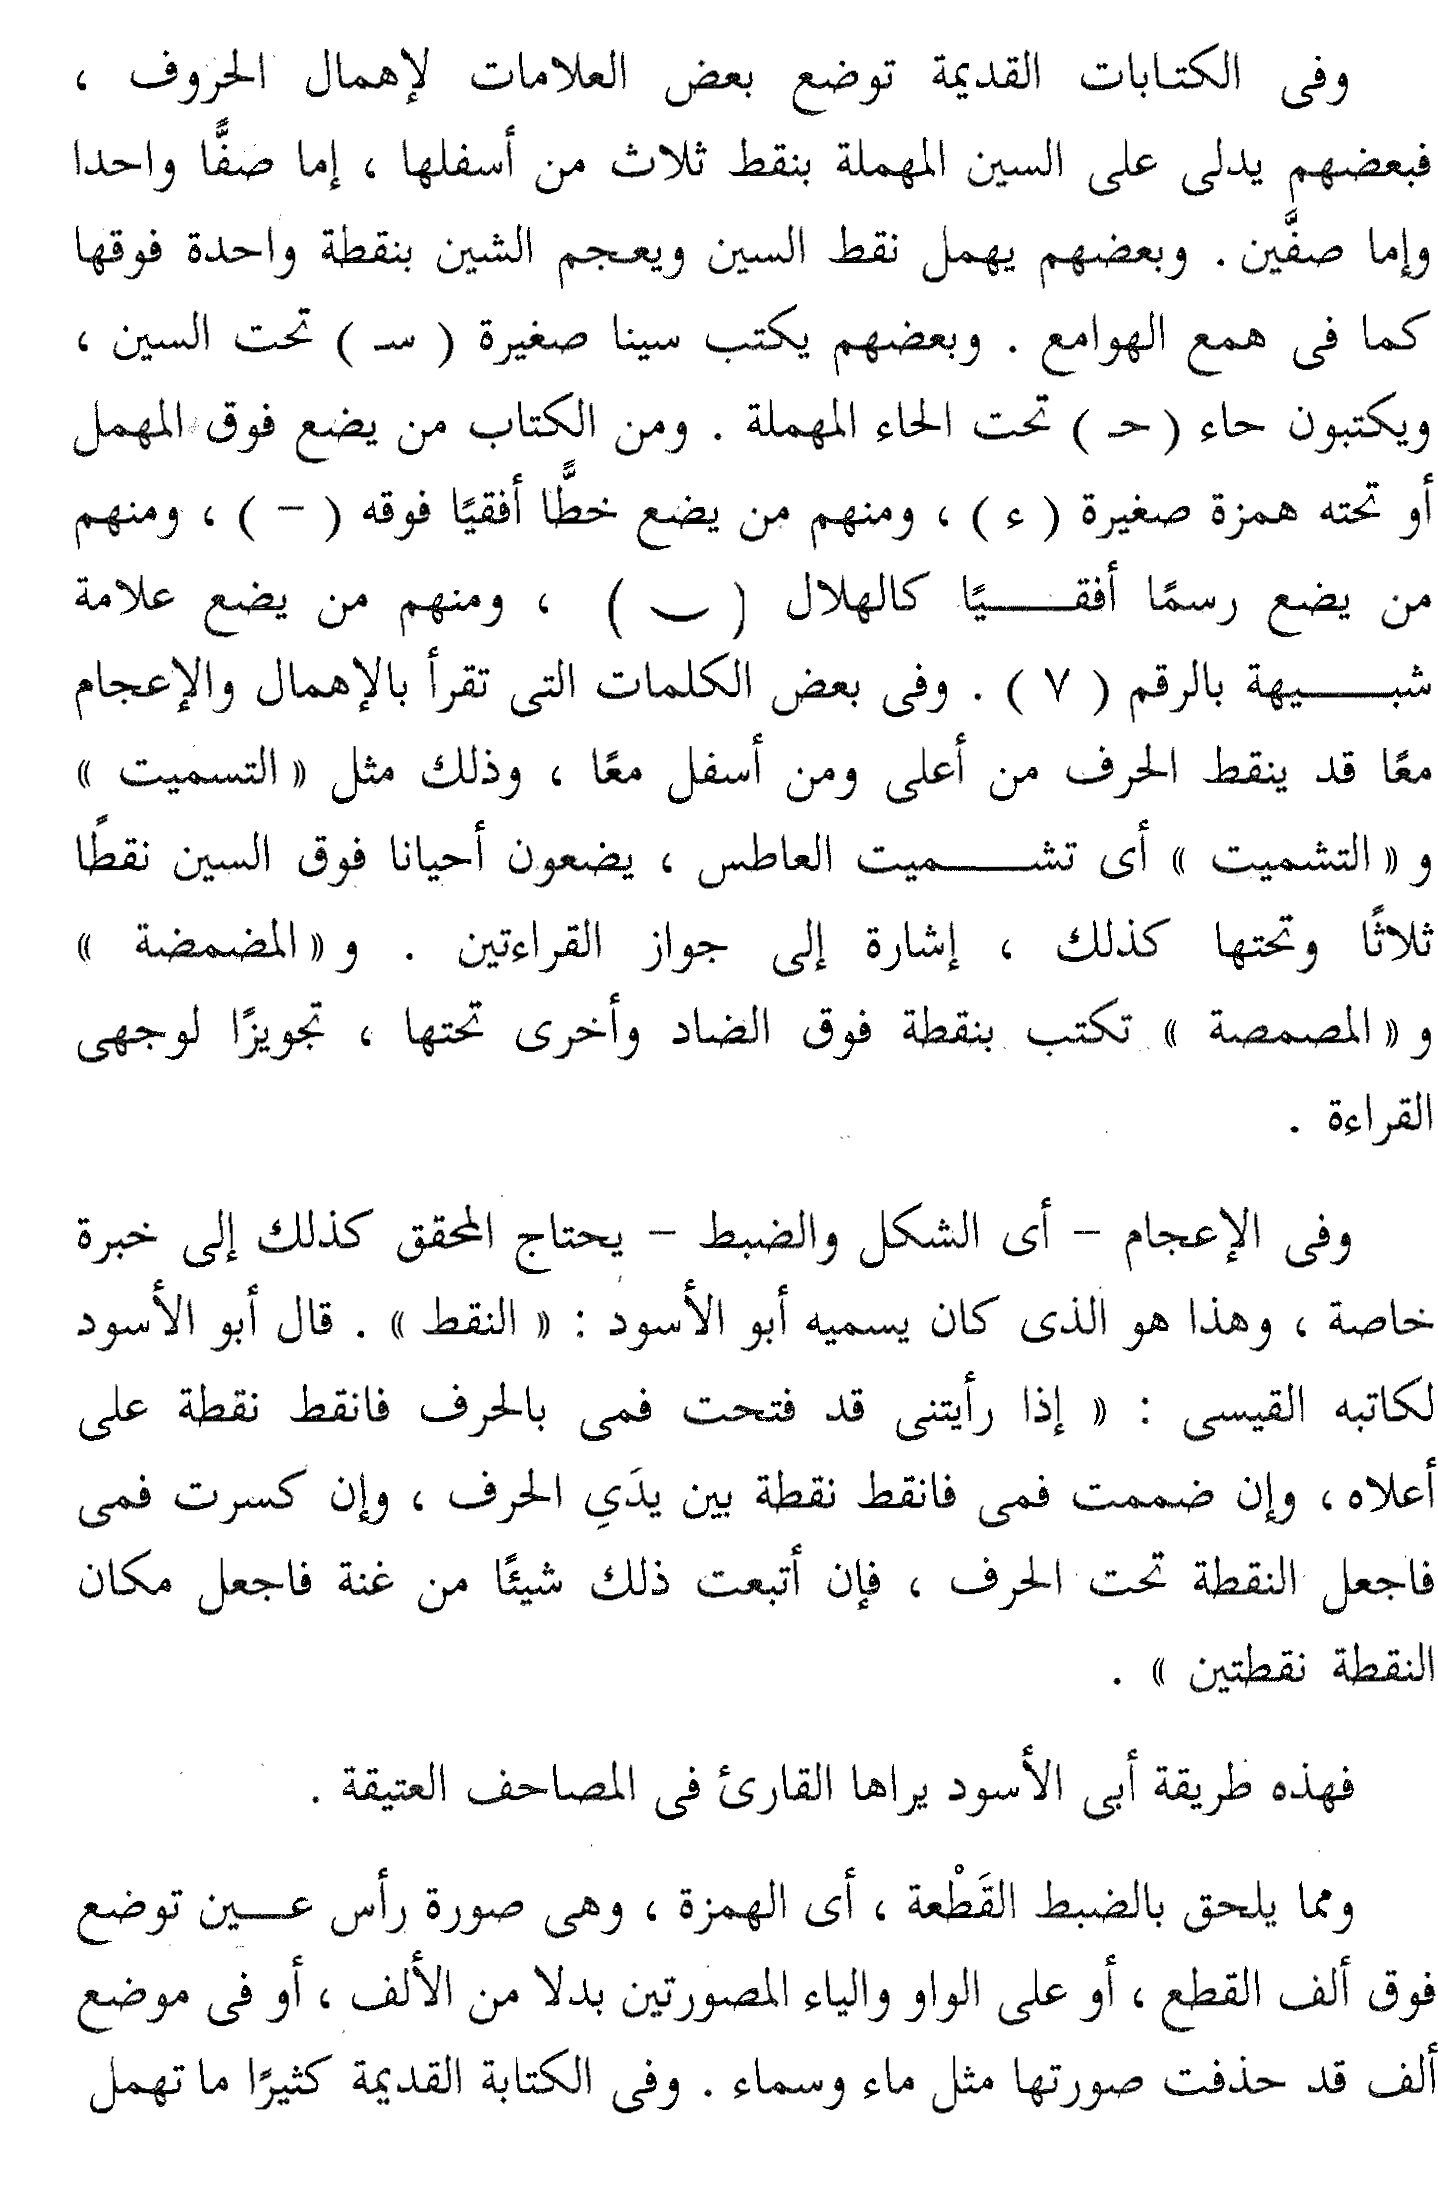 وفى الكتابات القديمة توضع بعض العلامات لإهمال الحروف ،
فبعضهم يدلى على السين المهملة بنقط ثلاث من أسفلها ، إما صفًّا واحدا
وإما صفَّين . وبعضهم يهمل نقط السين ويعجم الشين بنقطة واحدة فوقها
كما فى همع الهوامع . وبعضهم يكتب سينا صغيرة ( سـ ) تحت السين ،
ويكتبون حاء ( حـ ) تحت الحاء المهملة . ومن الكتاب من يضع فوق المهمل
أو تحته همزة صغيرة ( ء ) ، ومنهم من يضع خطًّا أفقيًا فوقه ( – ) ، ومنهم
من يضع رسمًا أفقـــــيًا كالهلال ( ‿ ) ، ومنهم من يضع علامة
شبـــــيهة بالرقم ( ٧ ) . وفى بعض الكلمات التى تقرأ بالإهمال والإعجام
معًا قد ينقط الحرف من أعلى ومن أسفل معًا ، وذلك مثل « التسميت »
و « التشميت » أى تشـــــميت العاطس ، يضعون أحيانا فوق السين نقطًا
ثلاثًا وتحتها كذلك ، إشارة إلى جواز القراءتين . و « المضمضة »
و « المصمصة » تكتب بنقطة فوق الضاد وأخرى تحتها ، تجويزًا لوجهى
القراءة .
وفى الإعجام – أى الشكل والضبط – يحتاج المحقق كذلك إلى خبرة
خاصة ، وهذا هو الذى كان يسميه أبو الأسود : « النقط » . قال أبو الأسود
لكاتبه القيسى : « إذا رأيتنى قد فتحت فمى بالحرف فانقط نقطة على
أعلاه ، وإن ضممت فمى فانقط نقطة بين يدَىِ الحرف ، وإن كسرت فمى
فاجعل النقطة تحت الحرف ، فإن أتبعت ذلك شيئًا من غنة فاجعل مكان
النقطة نقطتين » .
فهذه طريقة أبى الأسود يراها القارئ فى المصاحف العتيقة .
ومما يلحق بالضبط القَطْعة ، أى الهمزة ، وهى صورة رأس عـــين توضع
فوق ألف القطع ، أو على الواو والياء المصورتين بدلا من الألف ، أو فى موضع
ألف قد حذفت صورتها مثل ماء وسماء . وفى الكتابة القديمة كثيرًا ما تهمل